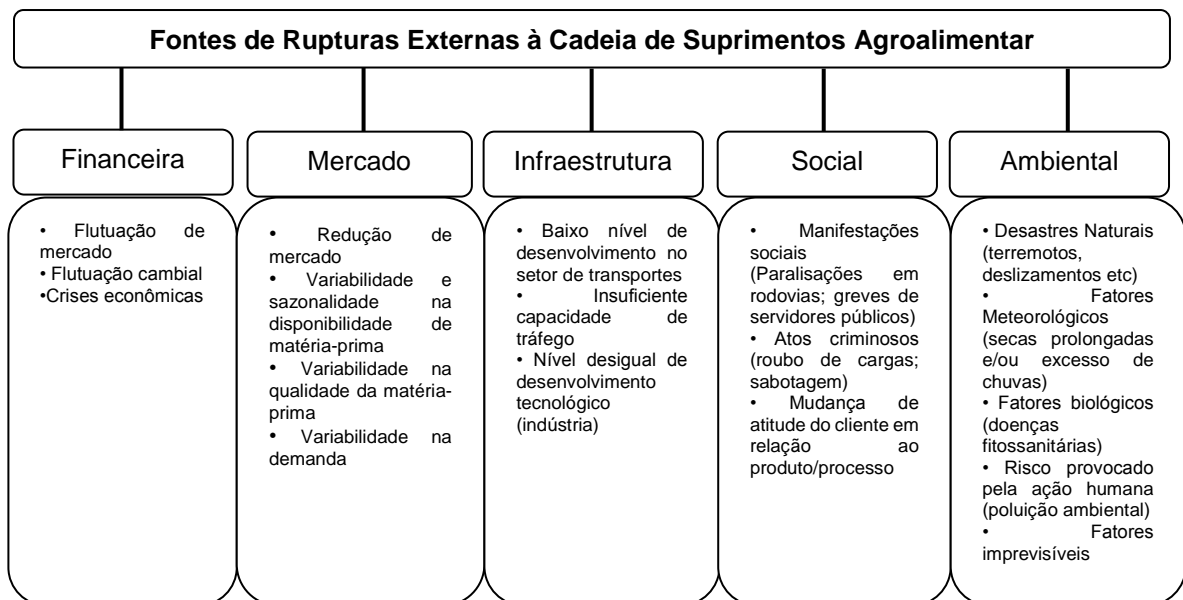 Fontes de Rupturas Externas à Cadeia de Suprimentos Agroalimentar
Financeira
• Flutuação de
mercado
• Flutuação cambial
•Crises econômicas
Mercado
• Redução de
mercado
• Variabilidade e
sazonalidade na
disponibilidade de
matéria-prima
• Variabilidade na
qualidade da matéria-
prima
• Variabilidade na
demanda
Infraestrutura
• Baixo nível de
desenvolvimento no
setor de transportes
• Insuficiente
capacidade de
tráfego
• Nível desigual de
desenvolvimento
tecnológico
(indústria)
Social
• Manifestações
sociais
(Paralisações em
rodovias; greves de
servidores públicos)
• Atos criminosos
(roubo de cargas;
sabotagem)
• Mudança de
atitude do cliente em
relação ao
produto/processo
Ambiental
• Desastres Naturais
(terremotos,
deslizamentos etc)
• Fatores
Meteorológicos
(secas prolongadas
e/ou excesso de
chuvas)
• Fatores biológicos
(doenças
fitossanitárias)
• Risco provocado
pela ação humana
(poluição ambiental)
• Fatores
imprevisíveis